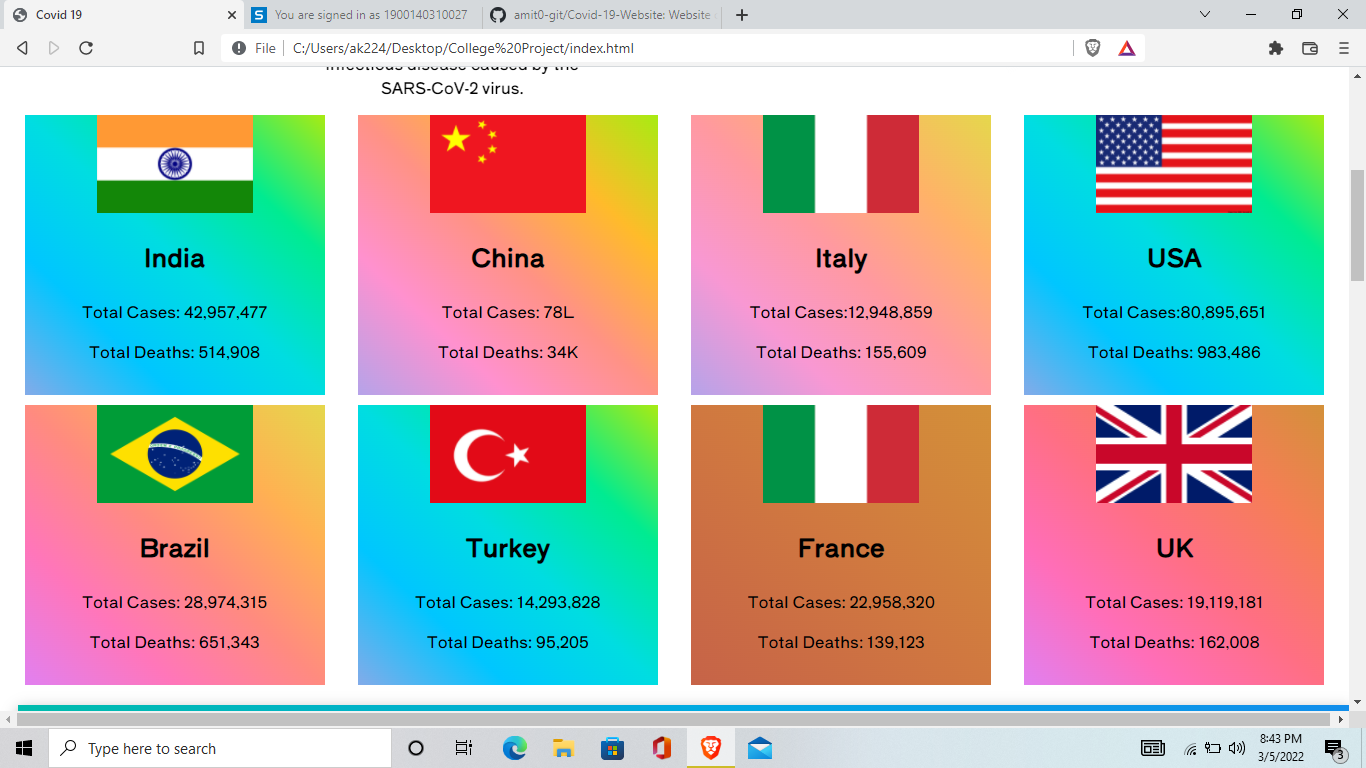 Covid 19
You are signed in as 1900140310027
amit0-git/Covid-19-Website: Website
File
C:/Users/ak224/Desktop/College%20Project/index.html
infectious disease caused by the
SARS-CoV-2 virus.
India
Total Cases: 42,957,477
Total Deaths: 514,908
China
Total Cases: 78L
Total Deaths: 34K
Italy
Total Cases:12,948,859
Total Deaths: 155,609
USA
Total Cases:80,895,651
Total Deaths: 983,486
Brazil
Total Cases: 28,974,315
Total Deaths: 651,343
Turkey
Total Cases: 14,293,828
Total Deaths: 95,205
France
Total Cases: 22,958,320
Total Deaths: 139,123
UK
Total Cases: 19,119,181
Total Deaths: 162,008
Type here to search
8:43 PM
3/5/2022
3